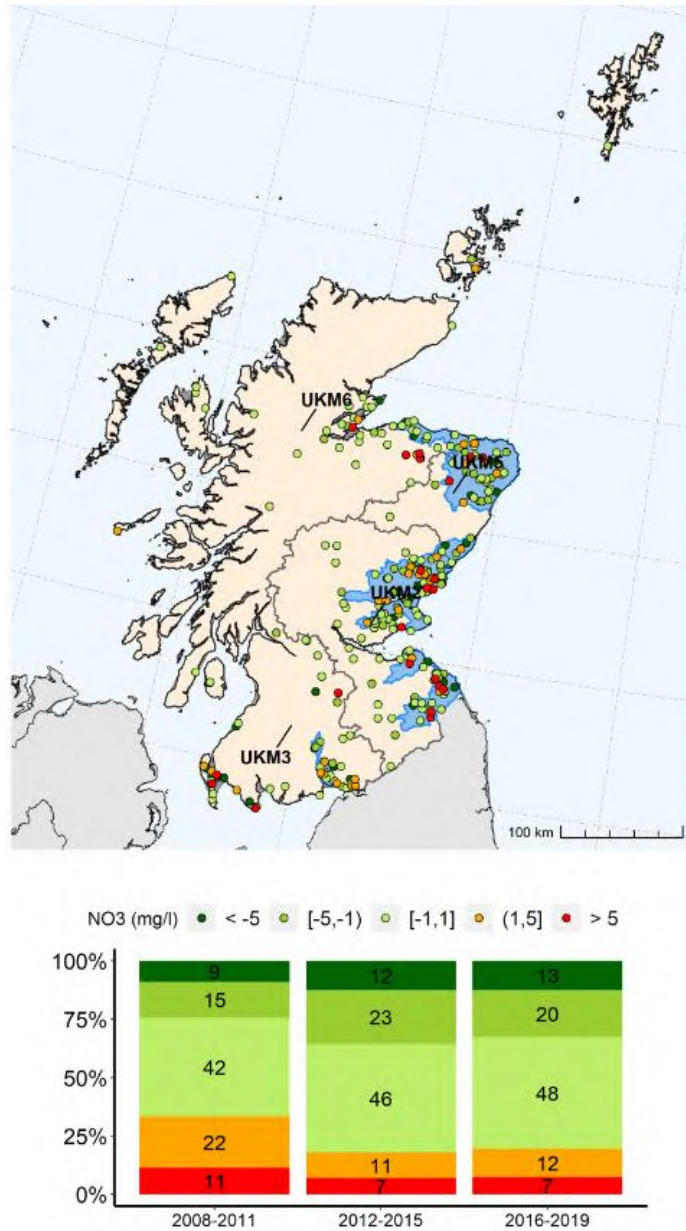 UKM6
UKM5
UKM2
UKM3
100 km
NO3 (mg/l) < -5 [-5,-1) [-1,1] (1,5] > 5
100%
9 12 13
15 23 20
75%
42 46 48
50%
25%
22 11 12
11 7 7
0%
2008-2011 2012-2015 2016-2019